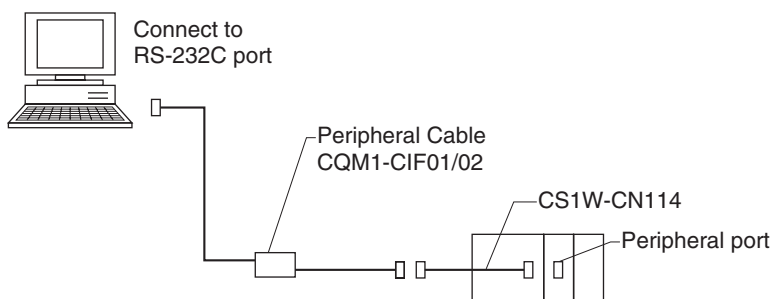 Connect to
RS-232C port
Peripheral Cable
CQM1-CIF01/02
CS1W-CN114
Peripheral port